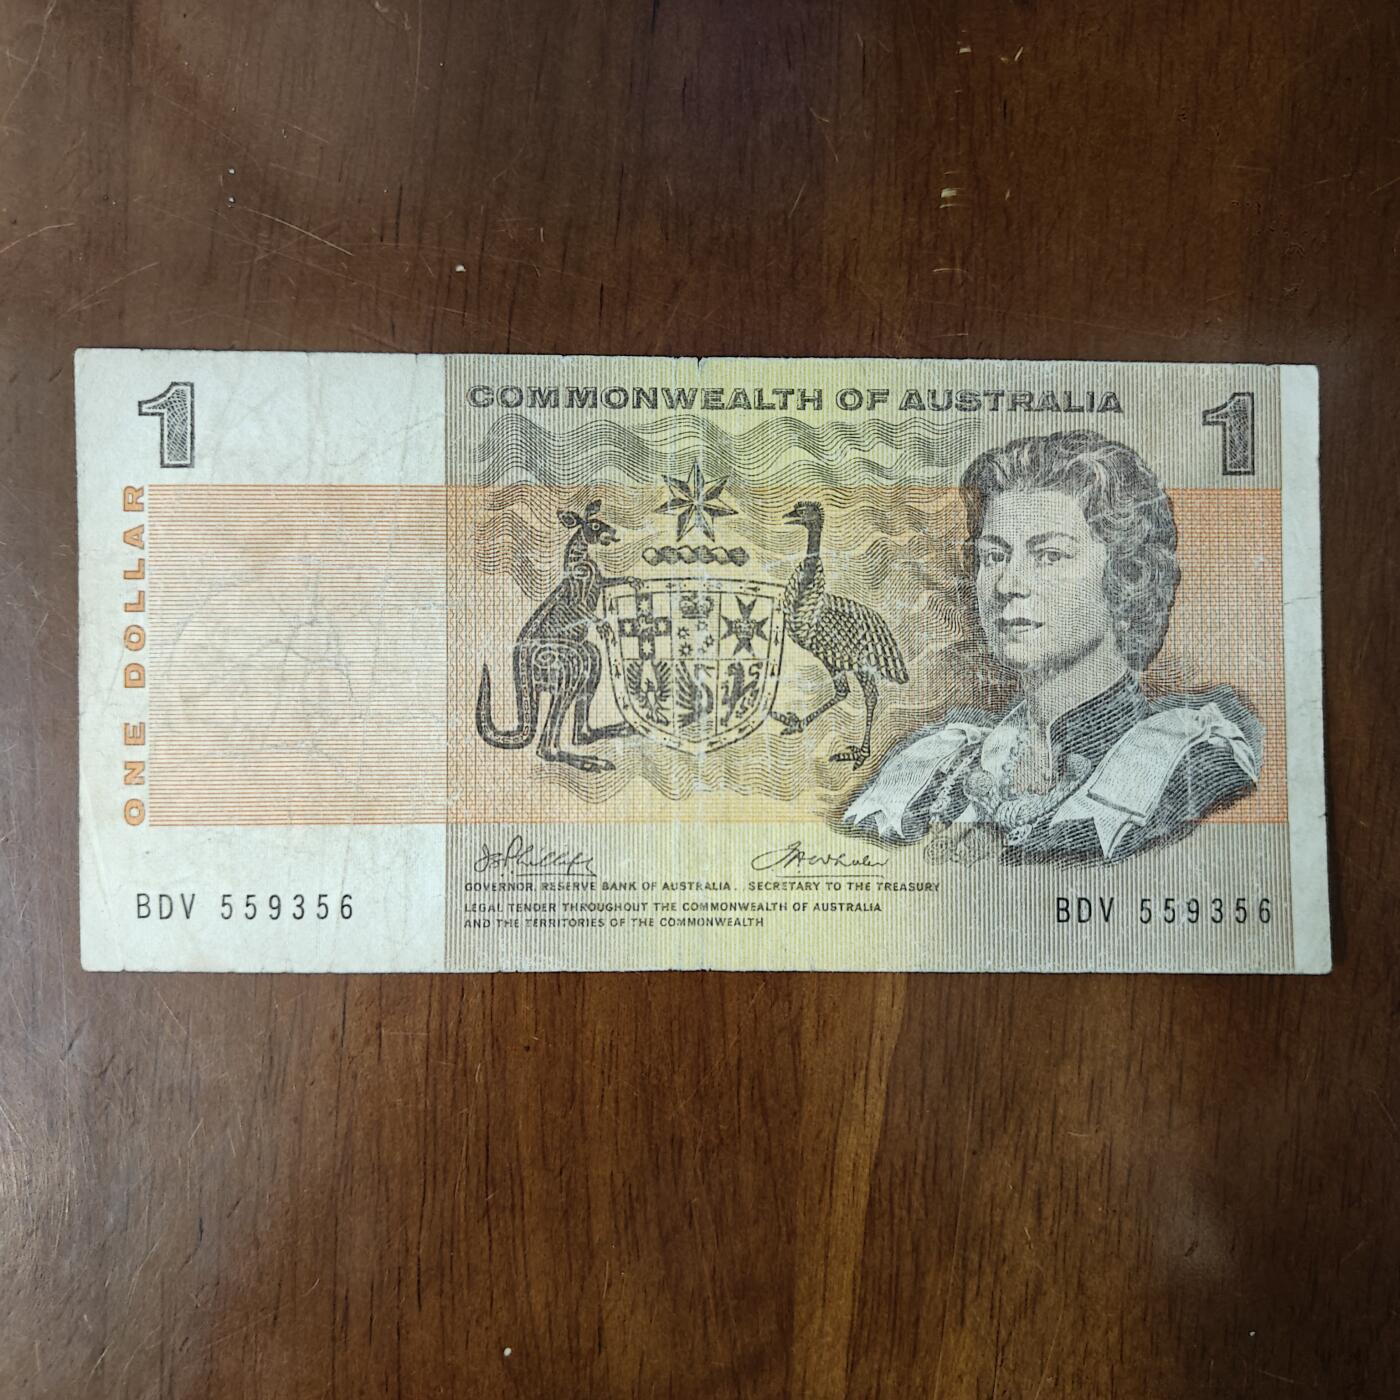 1
COMMONWEALTH OF AUSTRALIA
1
ONE DOLLAR
GOVERNOR, RESERVE BANK OF AUSTRALIA. SECRETARY TO THE TREASURY
LEGAL TENDER THROUGHOUT THE COMMONWEALTH OF AUSTRALIA
AND THE TERRITORIES OF THE COMMONWEALTH
BDV 559356
BDV 559356